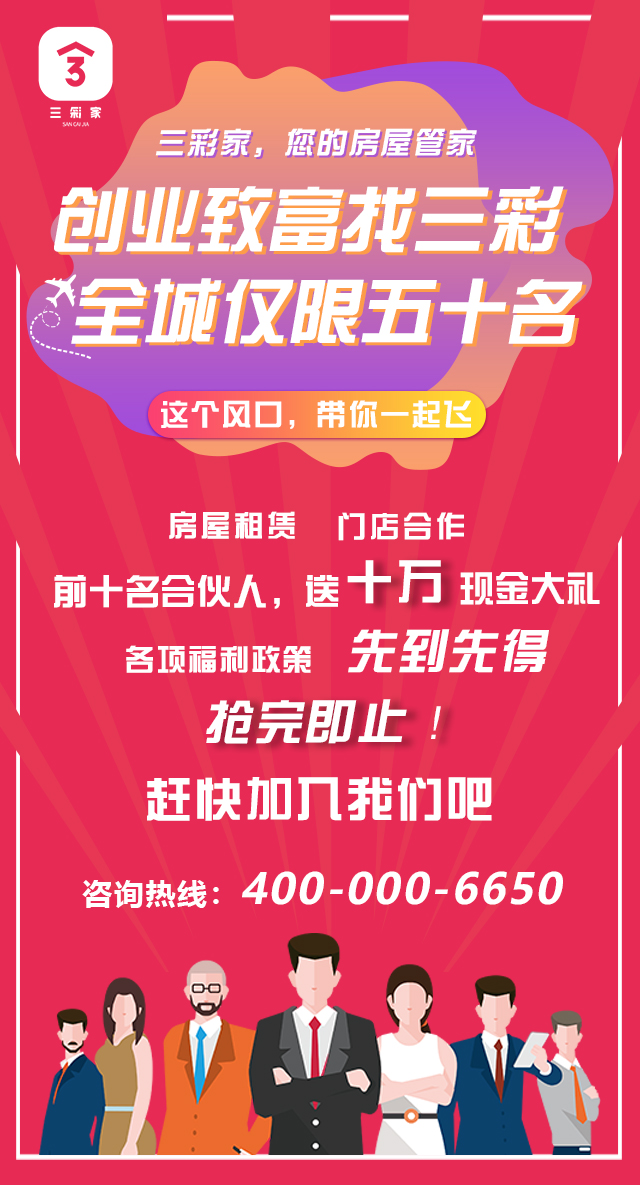 3
三彩家
SAN CAI JIA
三彩家，您的房屋管家
创业致富找三彩
全城仅限五十名
这个风口，带你一起飞
房屋租赁 门店合作
前十名合伙人，送十万现金大礼
各项福利政策 先到先得
抢完即止！
赶快加入我们吧
咨询热线：400-000-6650